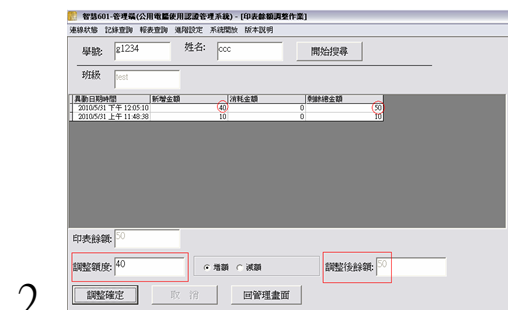 智慧601-管理端(公用電腦使用認證管理系統) - [印表餘額調整作業]
連線狀態 記錄查詢 報表查詢 進階設定 系統開放 版本說明
學號: g1234 姓名: ccc 開始搜尋
班級 test
異動日期時間 新增金額 消耗金額 剩餘總金額
2010/5/31 下午 12:05:10 40 0 50
2010/5/31 上午 11:48:38 10 0 10
印表餘額: 50
調整額度: 40 增額 減額 調整後餘額: 50
調整確定 取 消 回管理畫面
2